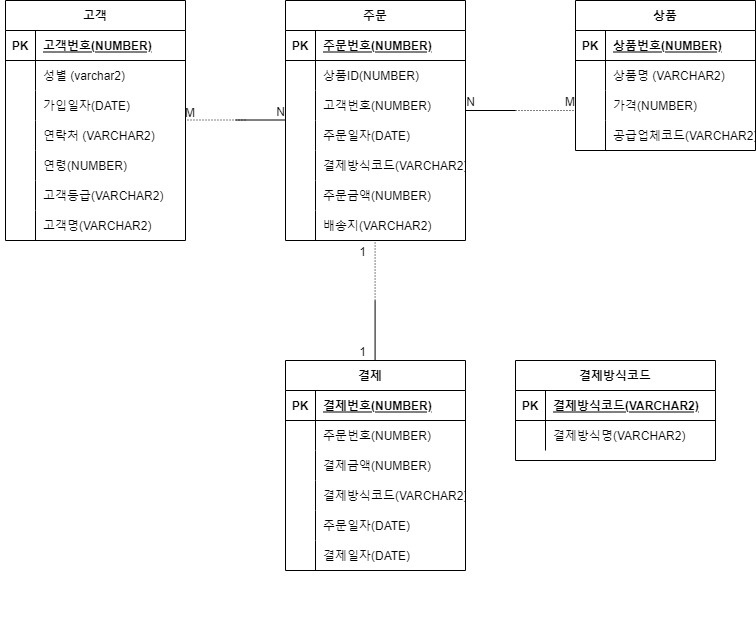 고객
PK 고객번호(NUMBER)
성별 (varchar2)
가입일자(DATE)
연락처 (VARCHAR2)
연령(NUMBER)
고객등급(VARCHAR2)
고객명(VARCHAR2)
M
N
주문
PK 주문번호(NUMBER)
상품ID(NUMBER)
고객번호(NUMBER)
주문일자(DATE)
결제방식코드(VARCHAR2)
주문금액(NUMBER)
배송지(VARCHAR2)
N
M
상품
PK 상품번호(NUMBER)
상품명 (VARCHAR2)
가격(NUMBER)
공급업체코드(VARCHAR2)
1
1
결제
PK 결제번호(NUMBER)
주문번호(NUMBER)
결제금액(NUMBER)
결제방식코드(VARCHAR2)
주문일자(DATE)
결제일자(DATE)
결제방식코드
PK 결제방식코드(VARCHAR2)
결제방식명(VARCHAR2)